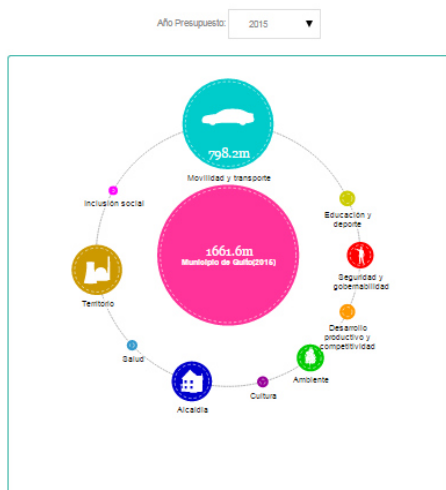 Año Presupuesto:
2015
798.2m
Movilidad y transporte
Inclusión social
Educación y
deporte
1661.6m
Municipio de Quito(2015)
Seguridad y
gobernabilidad
Territorio
Desarrollo
productivo y
competitividad
Salud
Ambiente
Alcaldía
Cultura